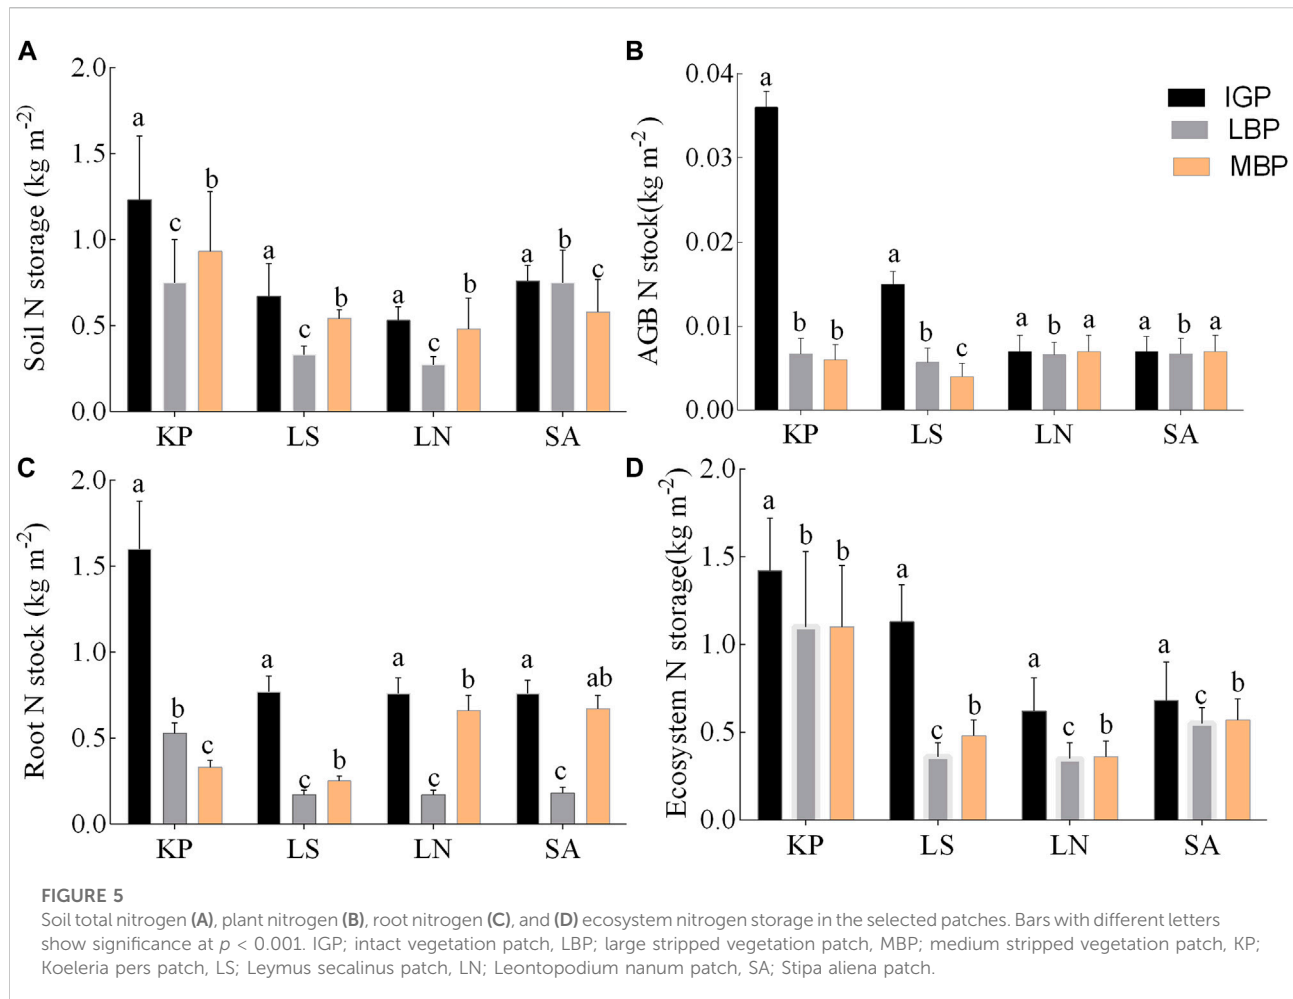 A
Soil N storage (kg m-2)
2.0
1.5
1.0
0.5
0.0
a
c
b
a
c
b
a
c
b
a
b
c
KP LS LN SA
B
AGB N stock(kg m-2)
0.04
0.03
0.02
0.01
0.00
a
b
b
a
b
c
a
b
a
a
b
a
KP LS LN SA
IGP
LBP
MBP
C
Root N stock (kg m-2)
2.0
1.5
1.0
0.5
0.0
a
b
c
a
c
b
a
c
b
a
c
ab
KP LS LN SA
D
Ecosystem N storage(kg m-2)
2.0
1.5
1.0
0.5
0.0
a
b
b
a
c
b
a
c
b
a
c
b
KP LS LN SA
FIGURE 5
Soil total nitrogen (A), plant nitrogen (B), root nitrogen (C), and (D) ecosystem nitrogen storage in the selected patches. Bars with different letters
show significance at p < 0.001. IGP; intact vegetation patch, LBP; large stripped vegetation patch, MBP; medium stripped vegetation patch, KP;
Koeleria pers patch, LS; Leymus secalinus patch, LN; Leontopodium nanum patch, SA; Stipa aliena patch.